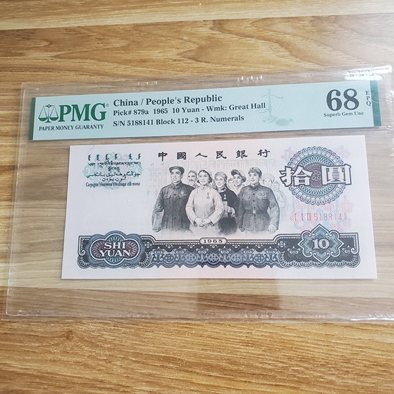 PMG
PAPER MONEY GUARANTY
China / People's Republic
Pick# 879a 1965 10 Yuan - Wmk: Great Hall
S/N 5188141 Block 112 - 3 R. Numerals
68 EPQ
Superb Gem Unc
中國人民銀行
拾圓
5188141
1965
SHI
YUAN
10